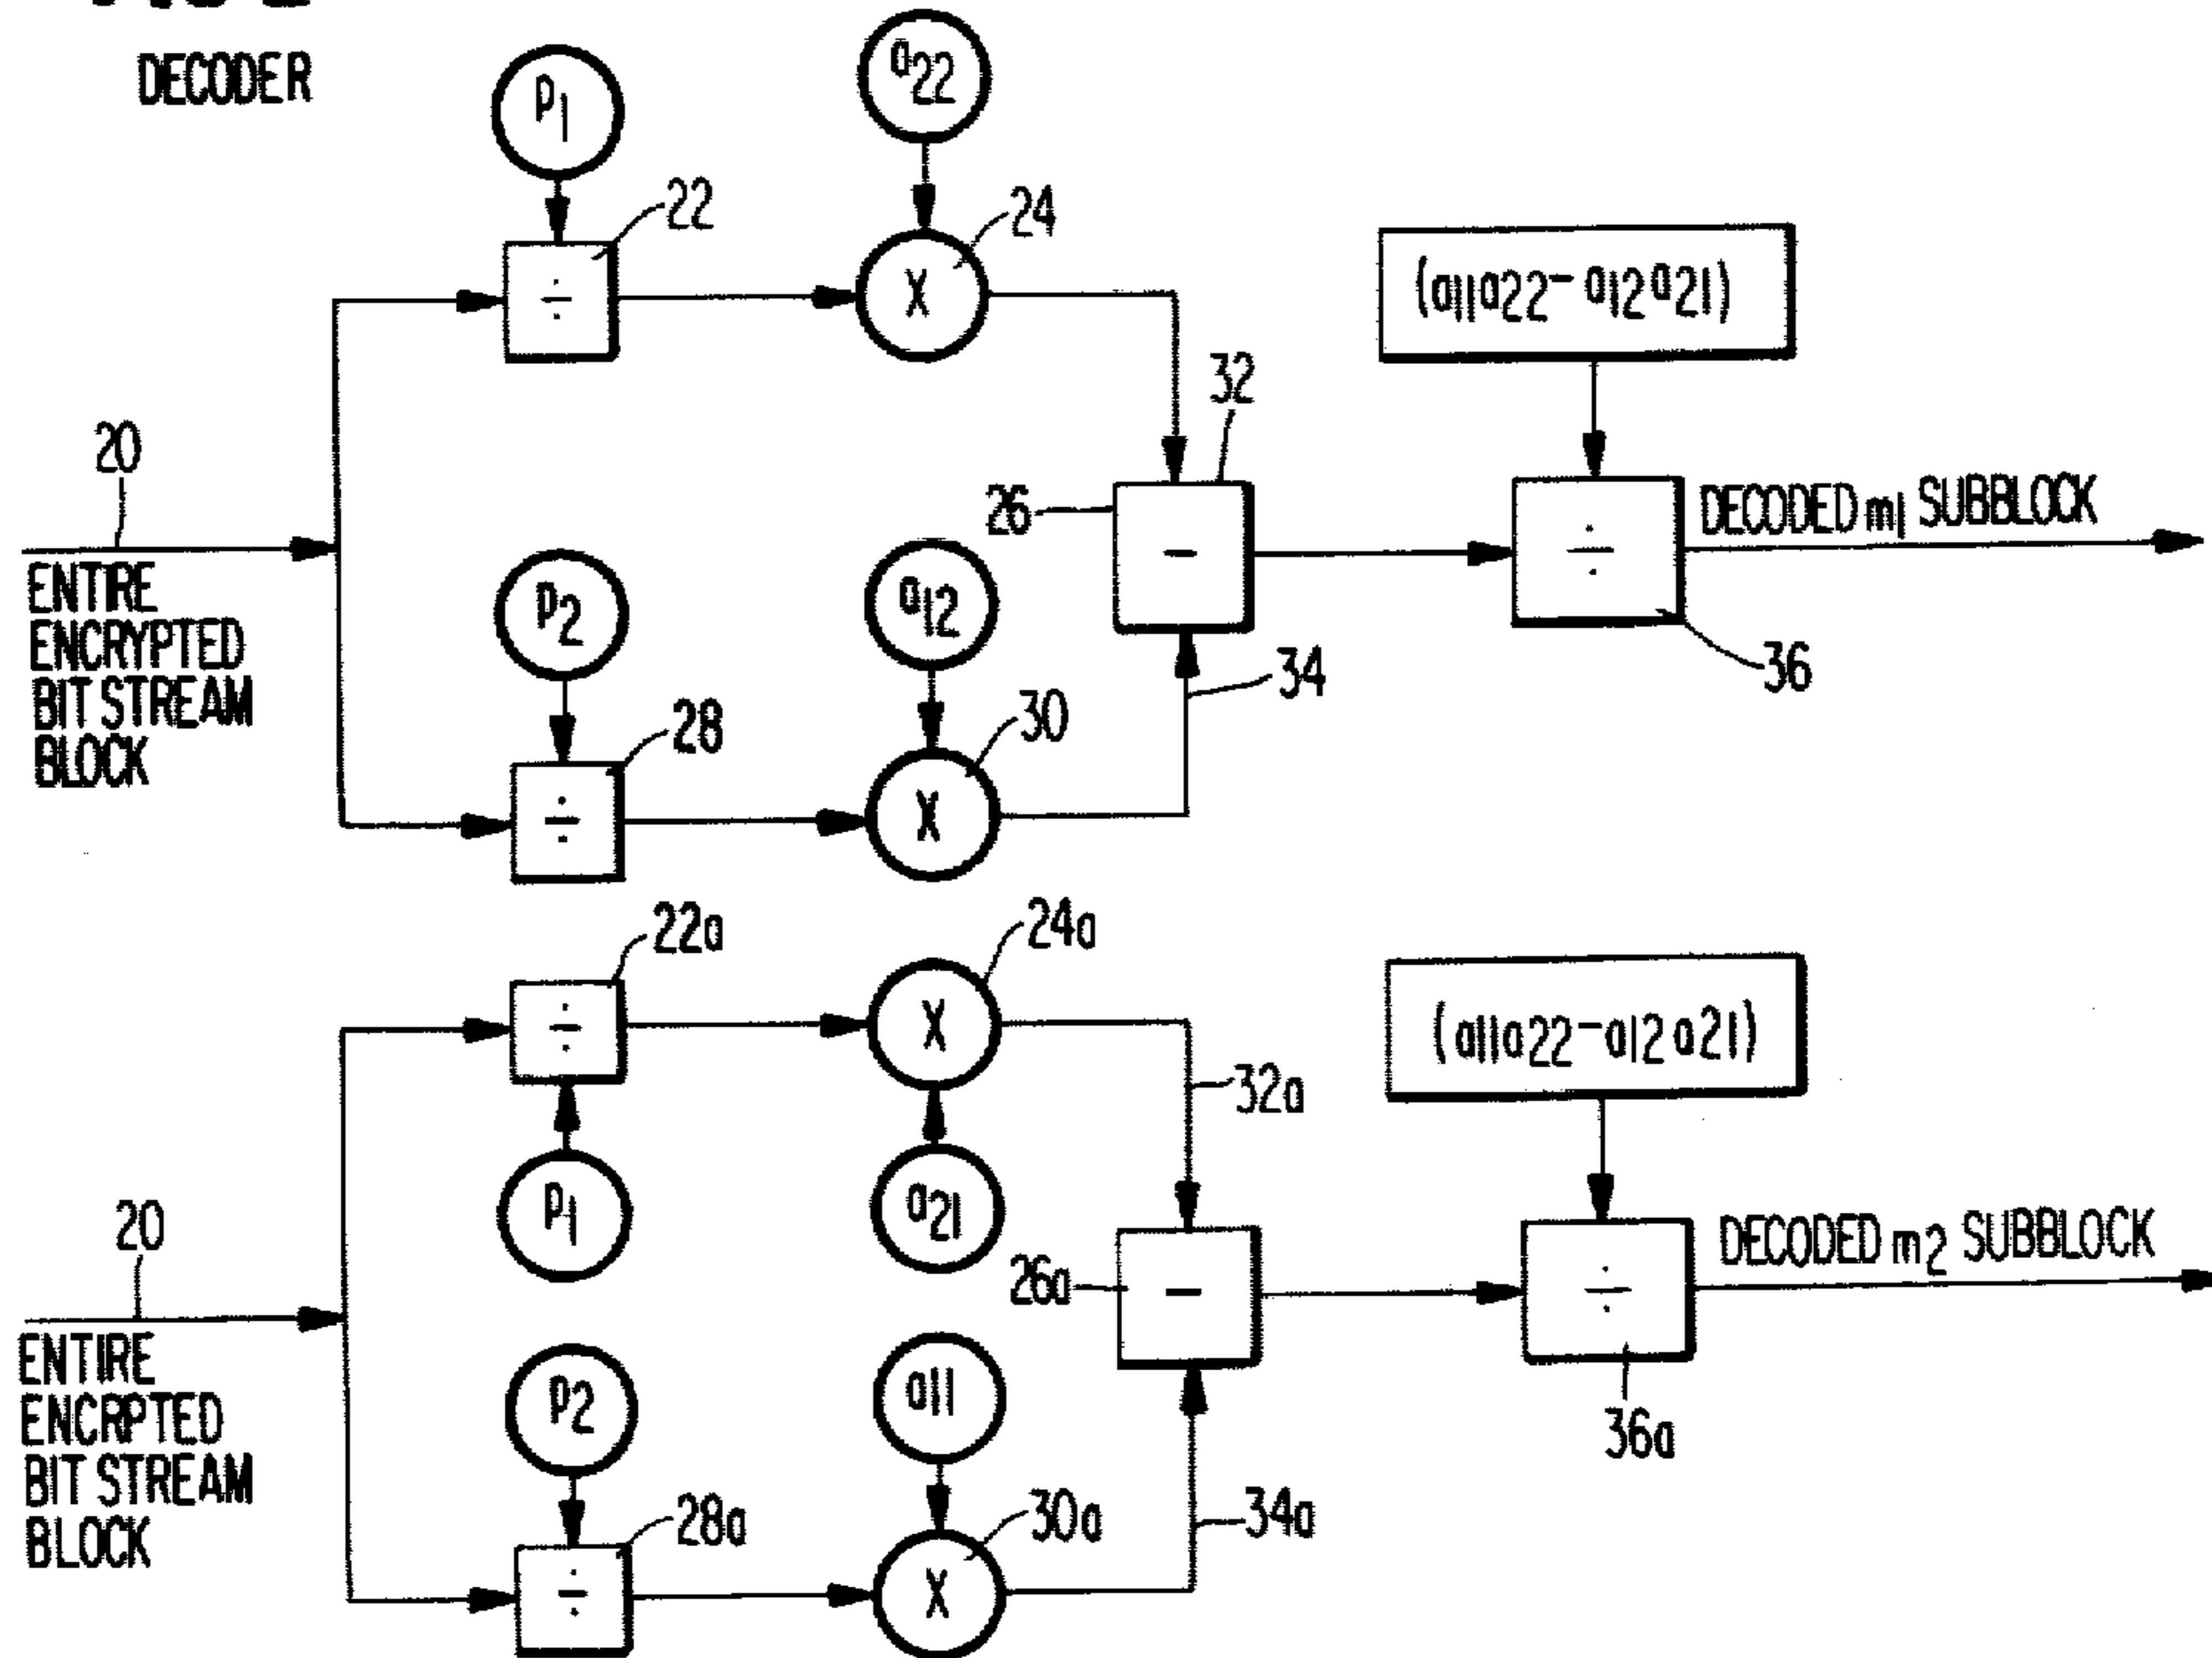 DECODER
p1
a22
22
24
÷
X
(a11a22-a12a21)
32
20
26
-
÷
DECODED m1 SUBBLOCK
ENTIRE
ENCRYPTED
BIT STREAM
BLOCK
p2
a12
34
36
28
30
÷
X
22a
24a
÷
X
(a11a22-a12a21)
32a
p1
a21
20
26a
-
÷
DECODED m2 SUBBLOCK
ENTIRE
ENCRPTED
BIT STREAM
BLOCK
p2
a11
36a
28a
30a
34a
÷
X